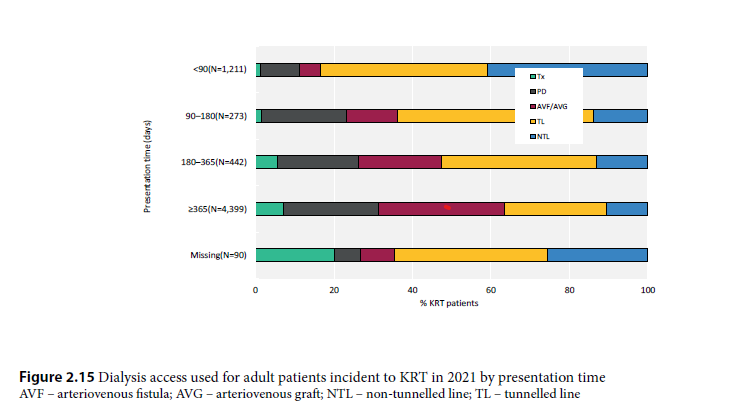 <90(N=1,211)
90–180(N=273)
180–365(N=442)
≥365(N=4,399)
Missing(N=90)
Presentation time (days)
Tx
PD
AVF/AVG
TL
NTL
0 20 40 60 80 100
% KRT patients
Figure 2.15 Dialysis access used for adult patients incident to KRT in 2021 by presentation time
AVF – arteriovenous fistula; AVG – arteriovenous graft; NTL – non-tunnelled line; TL – tunnelled line